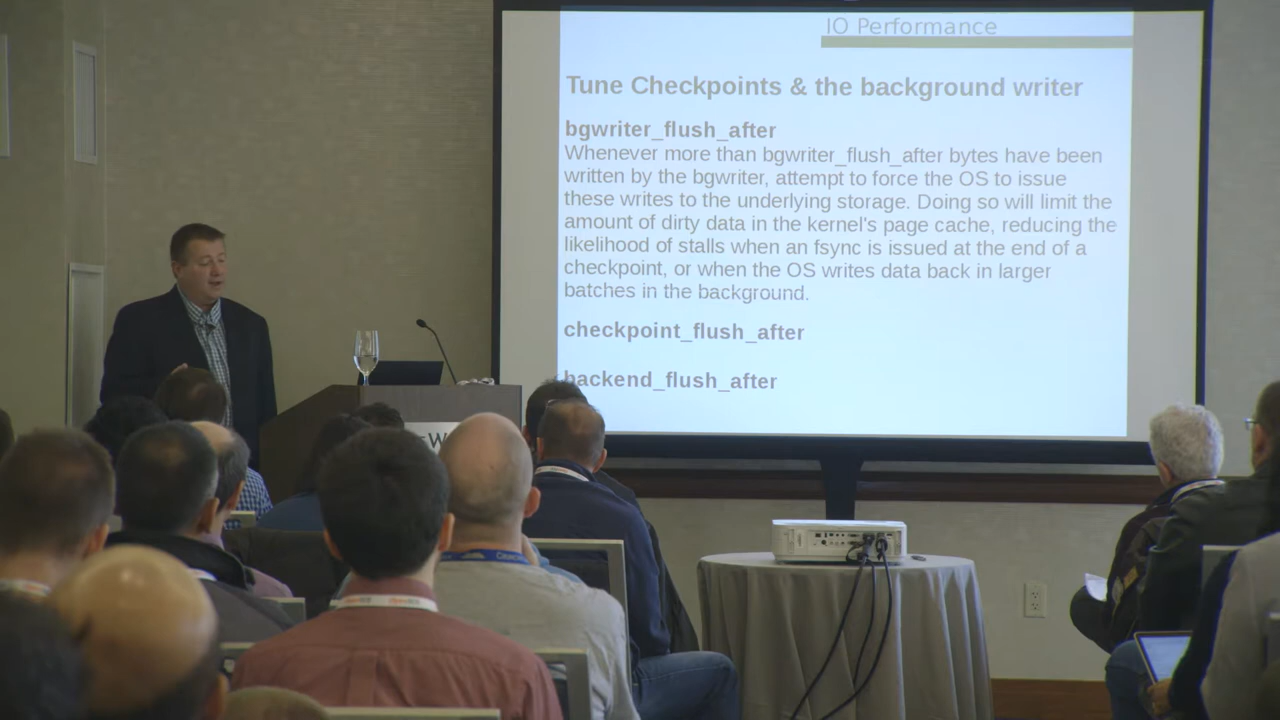 IO Performance
Tune Checkpoints & the background writer
bgwriter_flush_after
Whenever more than bgwriter_flush_after bytes have been
written by the bgwriter, attempt to force the OS to issue
these writes to the underlying storage. Doing so will limit the
amount of dirty data in the kernel's page cache, reducing the
likelihood of stalls when an fsync is issued at the end of a
checkpoint, or when the OS writes data back in larger
batches in the background.
checkpoint_flush_after
backend_flush_after